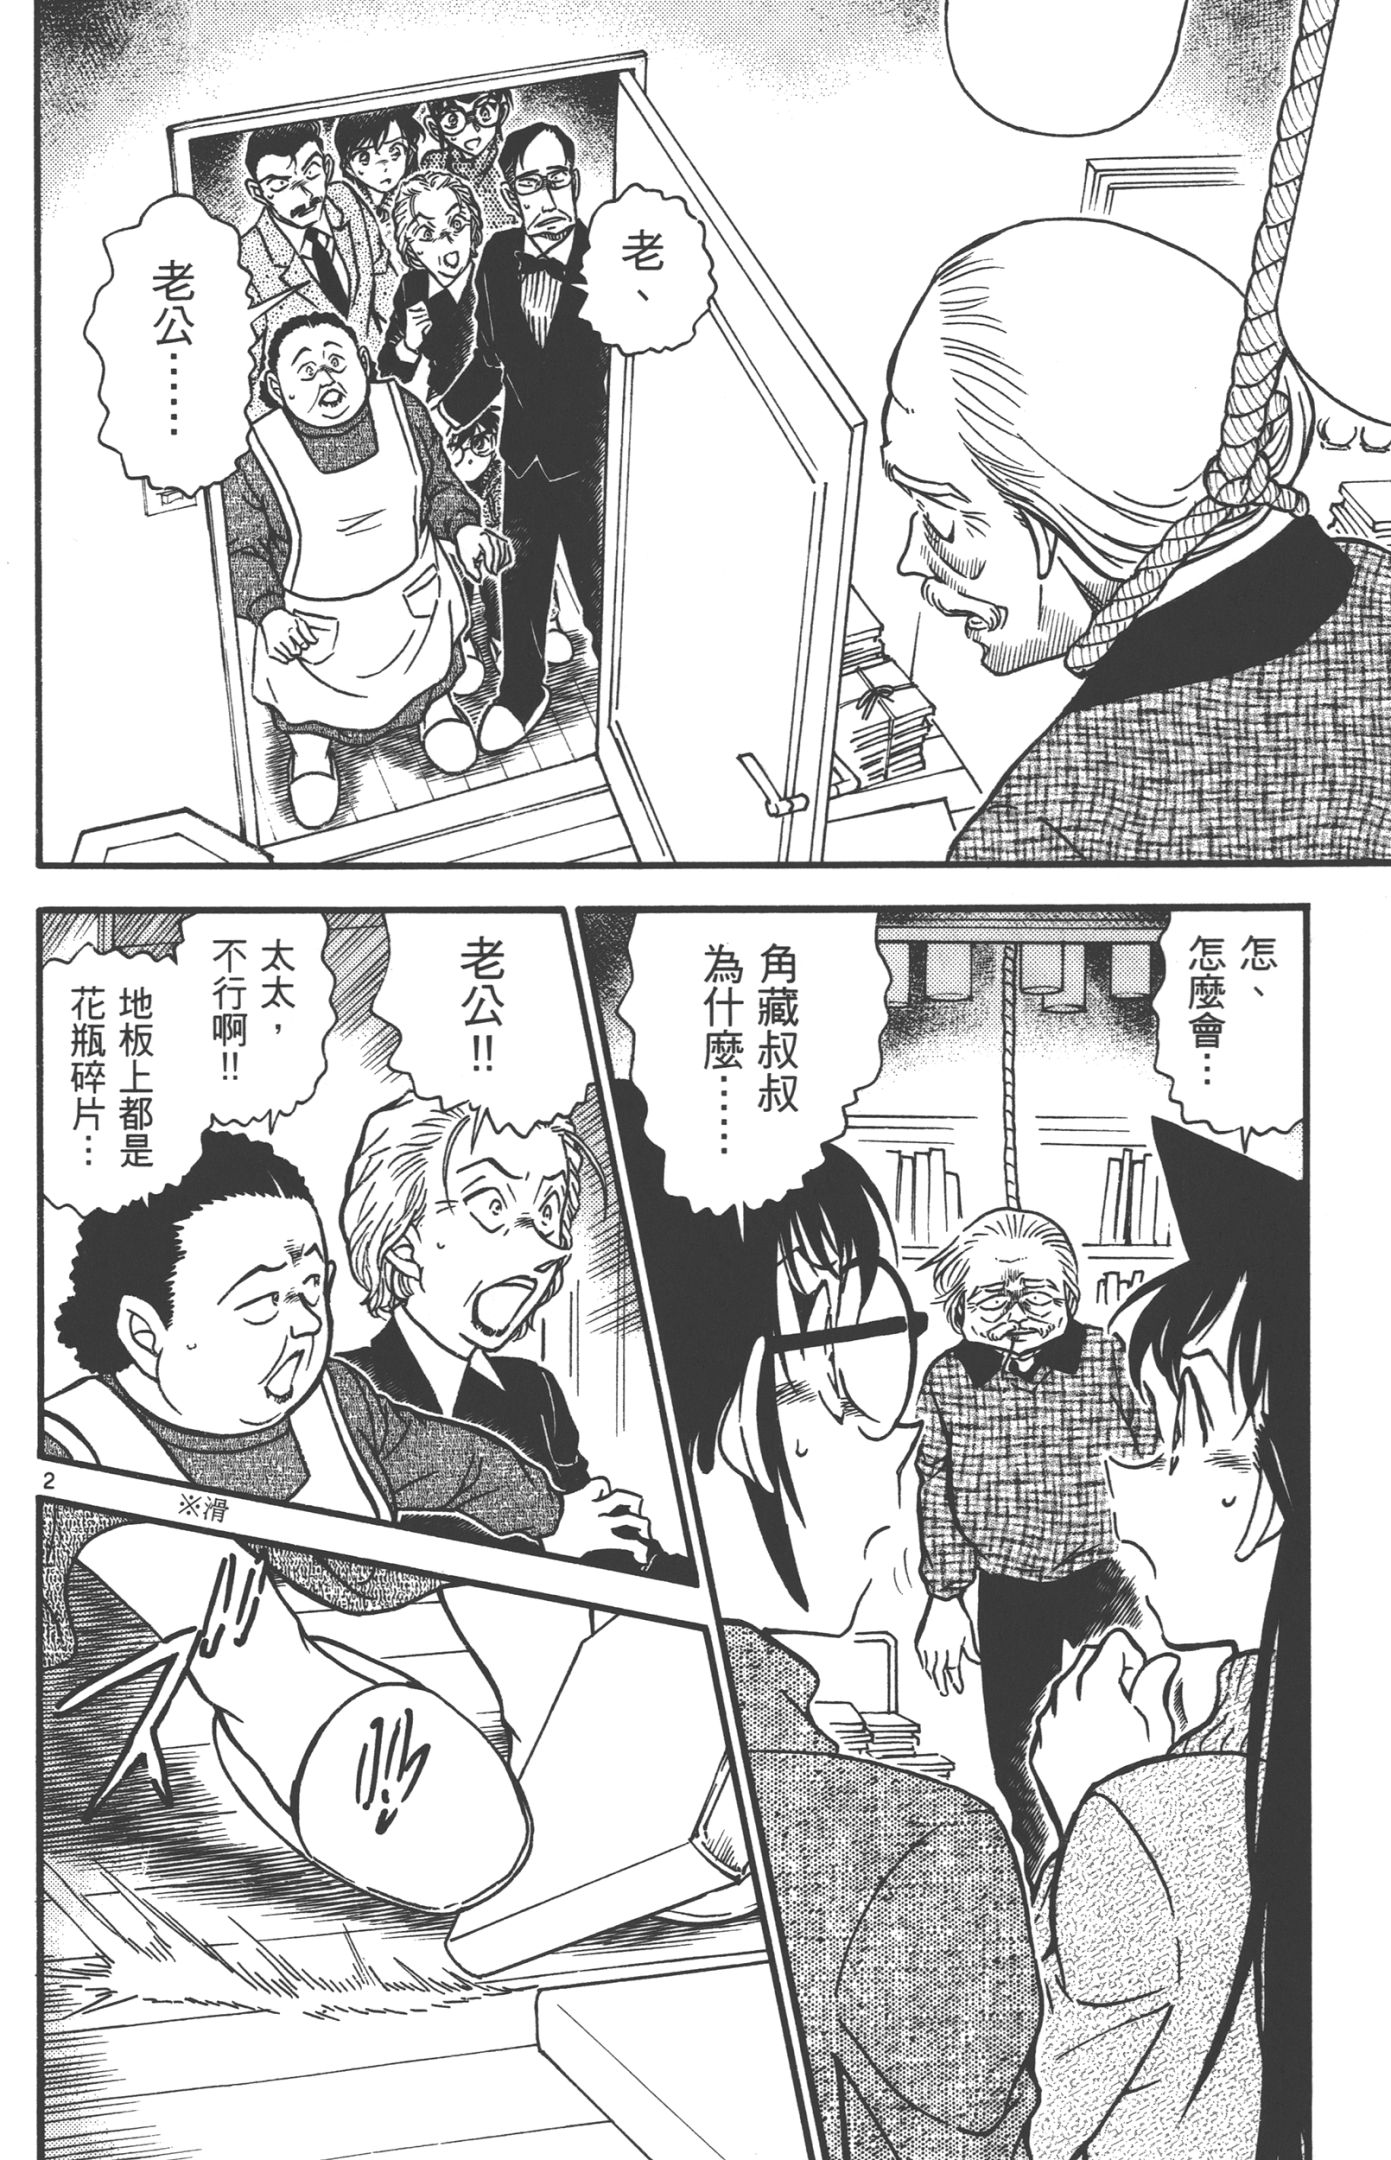 老、
老公……
怎、
怎麼會…
角藏叔叔
為什麼……
老公!!
太太，
不行啊!!
地板上都是
花瓶碎片…
※滑
2